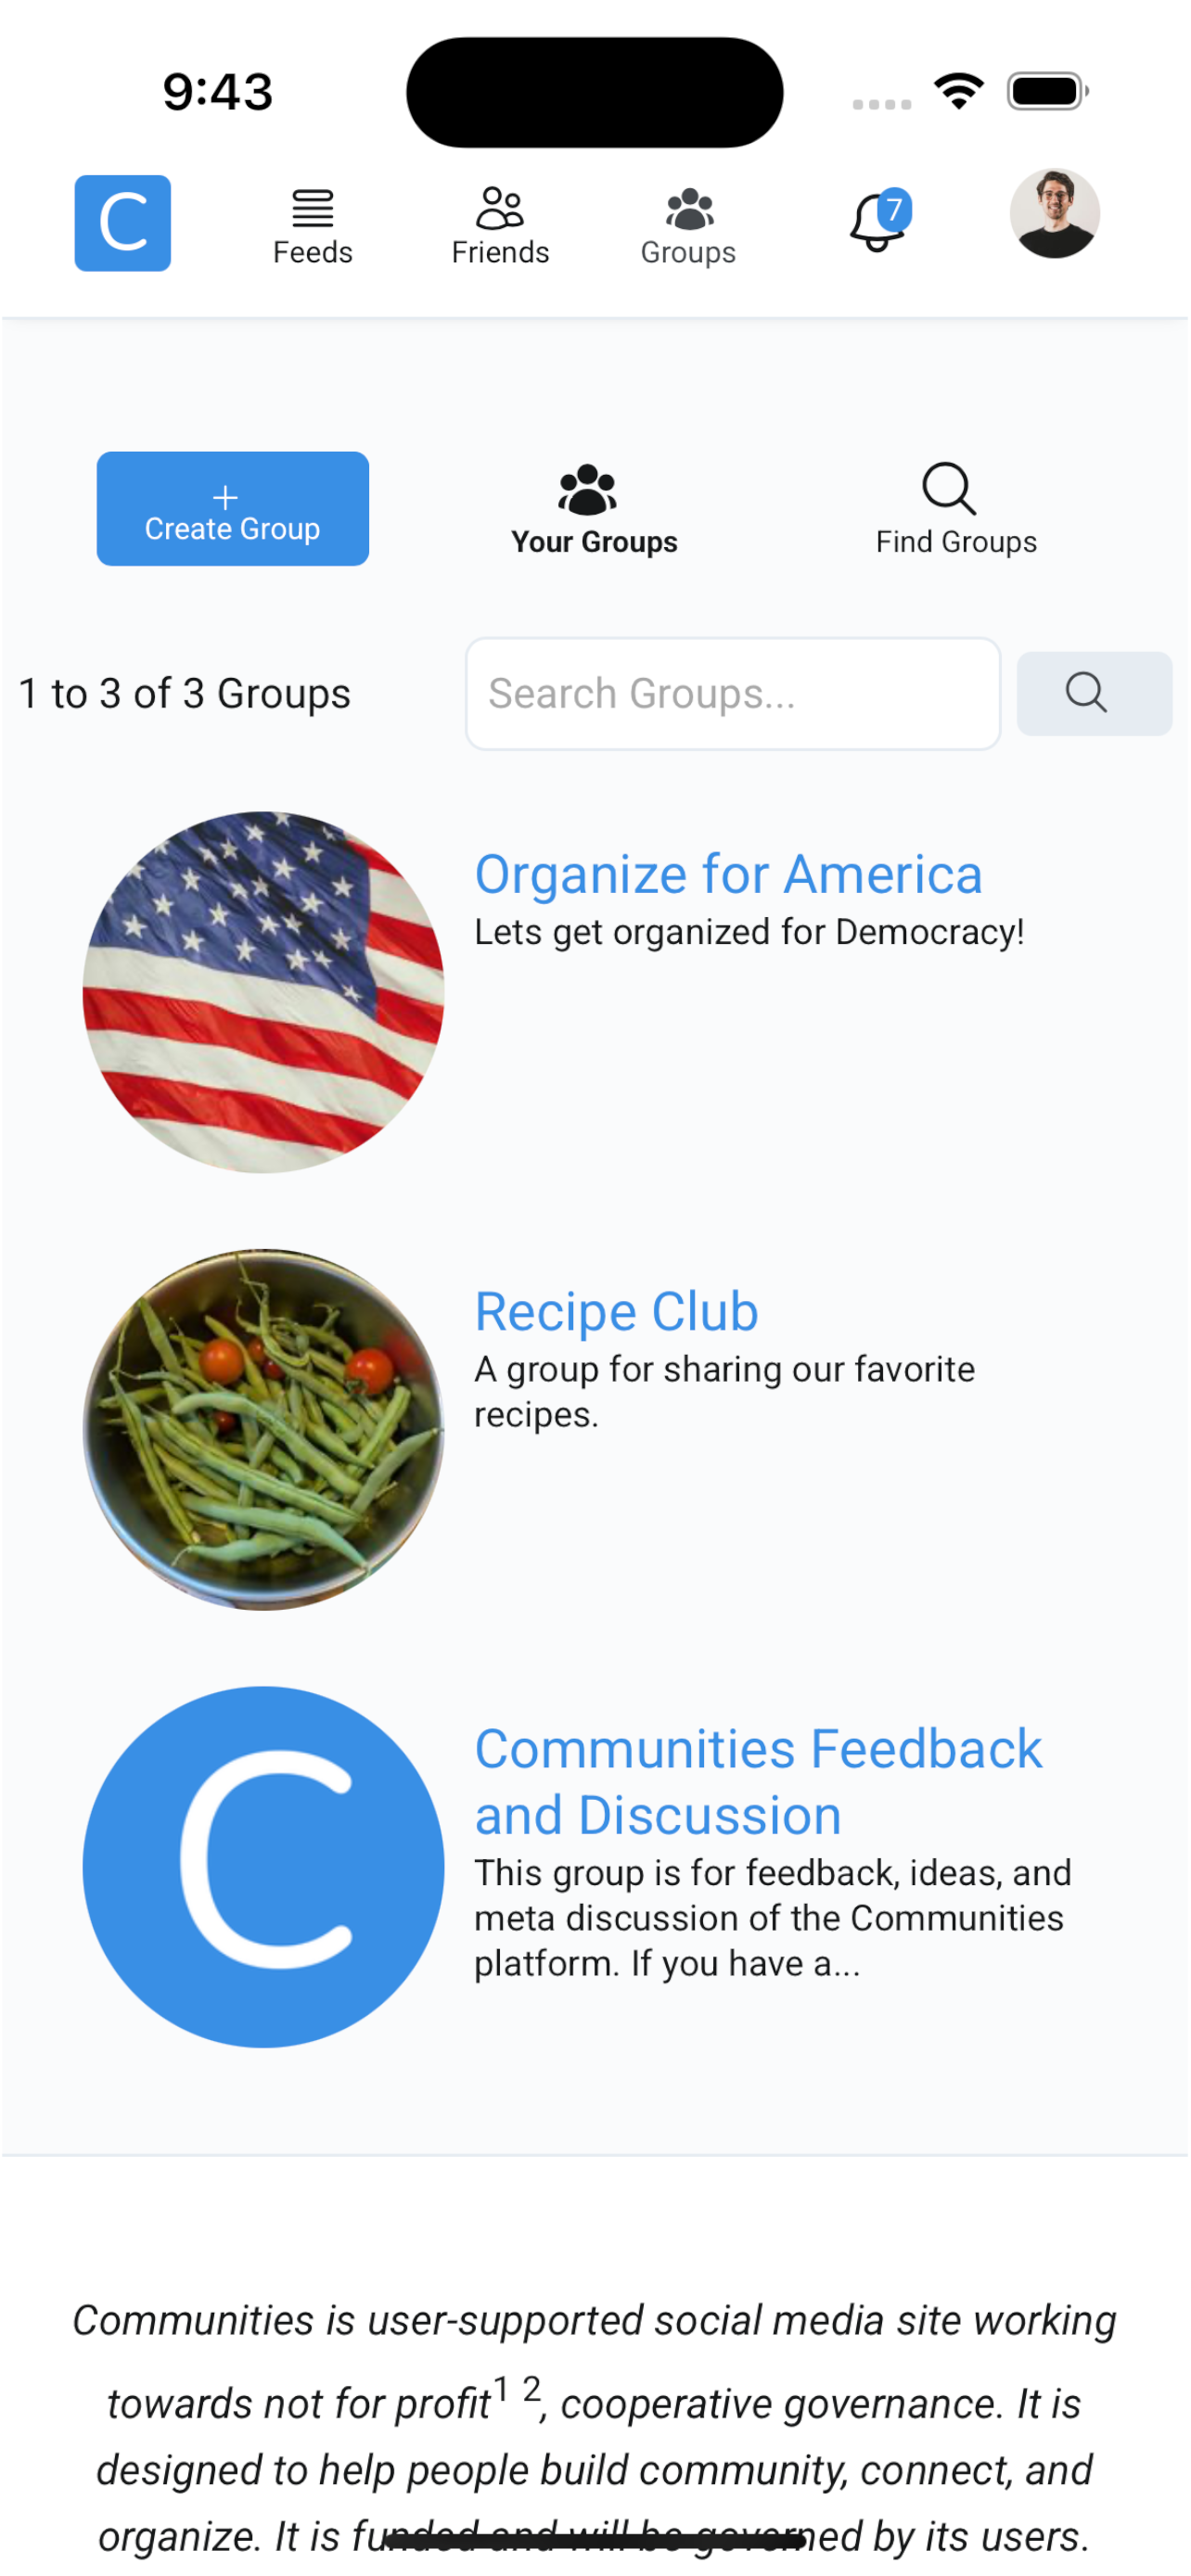 9:43
C
Feeds
Friends
Groups
7
+
Create Group
Your Groups
Find Groups
1 to 3 of 3 Groups
Search Groups...
Organize for America
Lets get organized for Democracy!
Recipe Club
A group for sharing our favorite
recipes.
C
Communities Feedback
and Discussion
This group is for feedback, ideas, and
meta discussion of the Communities
platform. If you have a...
Communities is user-supported social media site working
towards not for profit1 2, cooperative governance. It is
designed to help people build community, connect, and
organize. It is funded and will be governed by its users.